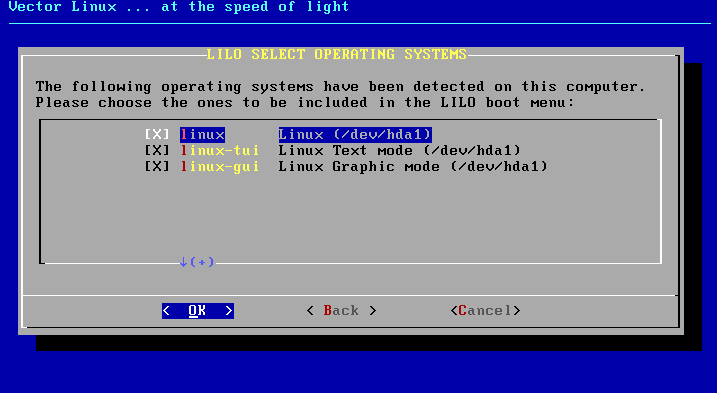 Vector Linux ... at the speed of light
LILO SELECT OPERATING SYSTEMS
The following operating systems have been detected on this computer.
Please choose the ones to be included in the LILO boot menu:
[X] linux Linux (/dev/hda1)
[X] linux-tui Linux Text mode (/dev/hda1)
[X] linux-gui Linux Graphic mode (/dev/hda1)
↓(+)
< OK > < Back > <Cancel>